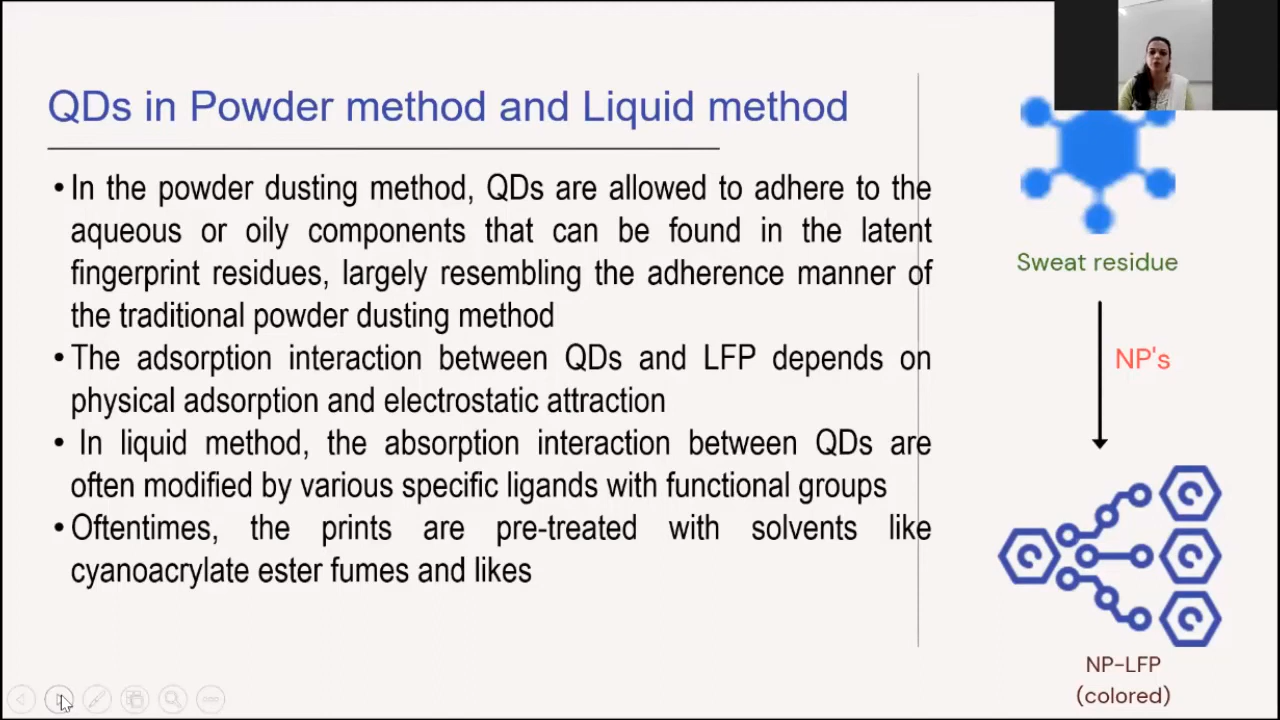 QDs in Powder method and Liquid method
• In the powder dusting method, QDs are allowed to adhere to the
aqueous or oily components that can be found in the latent
fingerprint residues, largely resembling the adherence manner of
the traditional powder dusting method
• The adsorption interaction between QDs and LFP depends on
physical adsorption and electrostatic attraction
• In liquid method, the absorption interaction between QDs are
often modified by various specific ligands with functional groups
• Oftentimes, the prints are pre-treated with solvents like
cyanoacrylate ester fumes and likes
Sweat residue
NP's
NP-LFP
(colored)